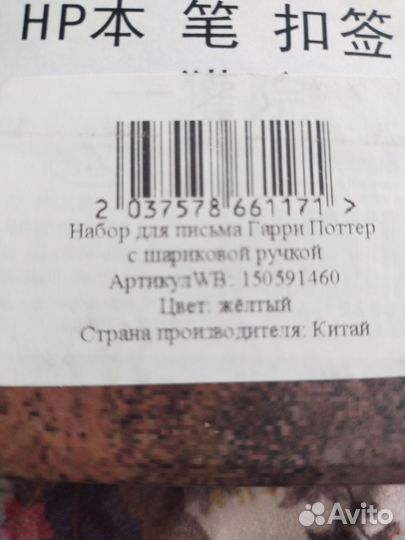 HP本 笔 扣签
2 037578 661171 >
Набор для письма Гарри Поттер
с шариковой ручкой
Артикул WB: 150591460
Цвет: жёлтый
Страна производителя: Китай
Avito